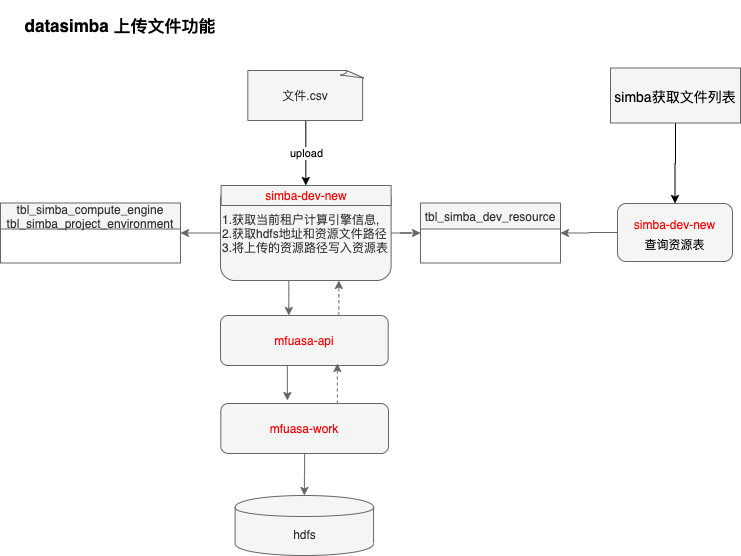 datasimba 上传文件功能
文件.csv
simba获取文件列表
upload
simba-dev-new
1.获取当前租户计算引擎信息,
2.获取hdfs地址和资源文件路径
3.将上传的资源路径写入资源表
tbl_simba_compute_engine
tbl_simba_project_environment
tbl_simba_dev_resource
simba-dev-new
查询资源表
mfuasa-api
mfuasa-work
hdfs